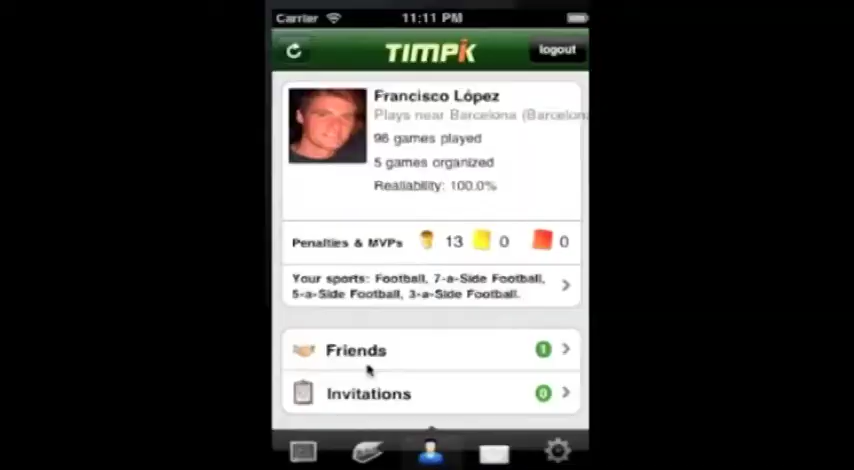 Carrier 11:11 PM
TIMPIK
logout
Francisco López
Plays near Barcelona (Barcelona
96 games played
5 games organized
Realiability: 100.0%
Penalties & MVPs 13 0 0
Your sports: Football, 7-a-Side Football,
5-a-Side Football, 3-a-Side Football.
Friends 1
Invitations 0